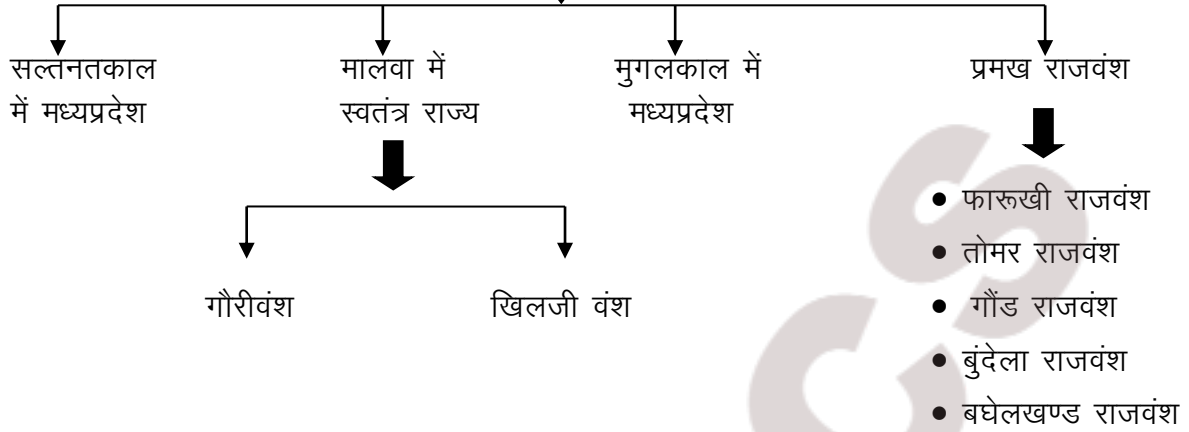 सल्तनतकाल
में मध्यप्रदेश
मालवा में
स्वतंत्र राज्य
मुगलकाल में
मध्यप्रदेश
प्रमख राजवंश
गौरीवंश
खिलजी वंश
• फारूखी राजवंश
• तोमर राजवंश
• गौंड राजवंश
• बुंदेला राजवंश
• बघेलखण्ड राजवंश
CS